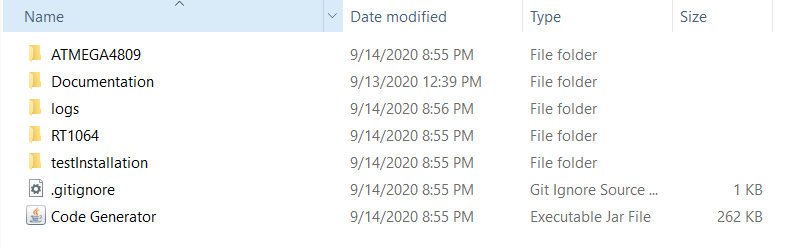 Name Date modified Type Size
ATMEGA4809 9/14/2020 8:55 PM File folder
Documentation 9/13/2020 12:39 PM File folder
logs 9/14/2020 8:56 PM File folder
RT1064 9/14/2020 8:55 PM File folder
testInstallation 9/14/2020 8:55 PM File folder
.gitignore 9/14/2020 8:55 PM Git Ignore Source ... 1 KB
Code Generator 9/14/2020 8:55 PM Executable Jar File 262 KB